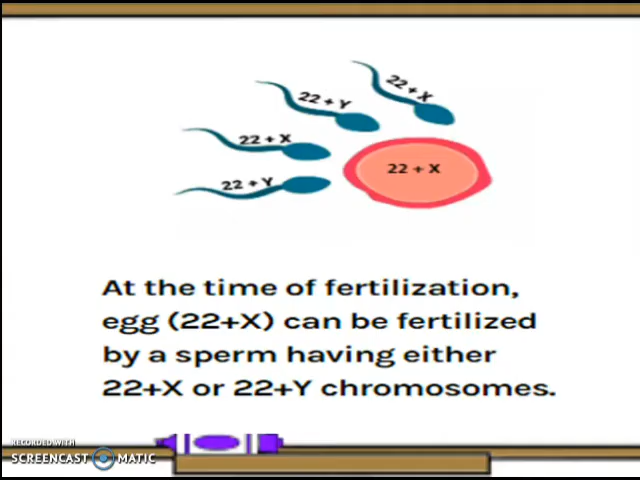 22 + X
22 + Y
22 + X
22 + X
22 + Y
At the time of fertilization,
egg (22+X) can be fertilized
by a sperm having either
22+X or 22+Y chromosomes.
RECORDED WITH
SCREENCAST MATIC